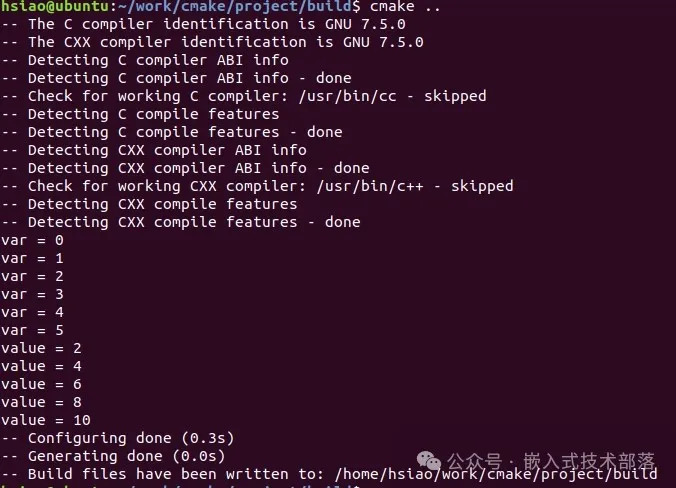 hsiao@ubuntu:~/work/cmake/project/build$ cmake ..
-- The C compiler identification is GNU 7.5.0
-- The CXX compiler identification is GNU 7.5.0
-- Detecting C compiler ABI info
-- Detecting C compiler ABI info - done
-- Check for working C compiler: /usr/bin/cc - skipped
-- Detecting C compile features
-- Detecting C compile features - done
-- Detecting CXX compiler ABI info
-- Detecting CXX compiler ABI info - done
-- Check for working CXX compiler: /usr/bin/c++ - skipped
-- Detecting CXX compile features
-- Detecting CXX compile features - done
var = 0
var = 1
var = 2
var = 3
var = 4
var = 5
value = 2
value = 4
value = 6
value = 8
value = 10
-- Configuring done (0.3s)
-- Generating done (0.0s)
公众号 · 嵌入式技术部落
-- Build files have been written to: /home/hsiao/work/cmake/project/build